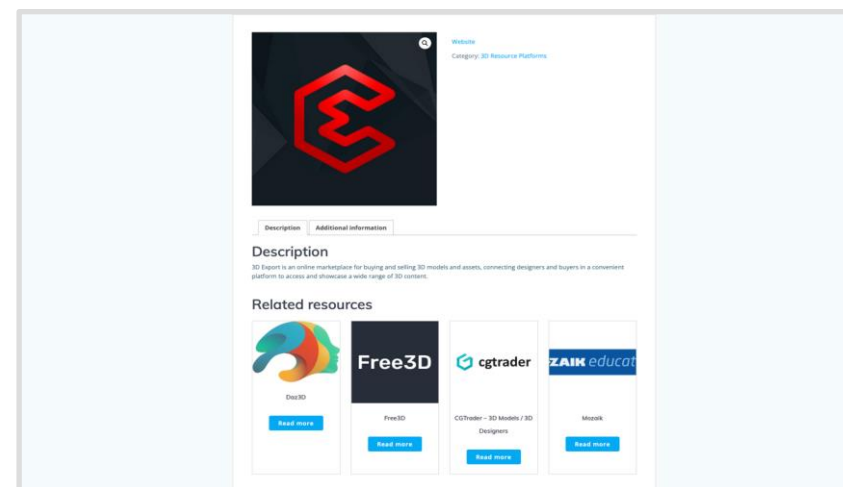 Website
Category: 3D Resource Platforms
Description
Additional information
Description
3D Export is an online marketplace for buying and selling 3D models and assets, connecting designers and buyers in a convenient
platform to access and showcase a wide range of 3D content.
Related resources
Free3D
cgtrader
ZAIK educat
Daz3D
Read more
Free3D
Read more
CGTrader – 3D Models / 3D
Designers
Read more
Mozaik
Read more